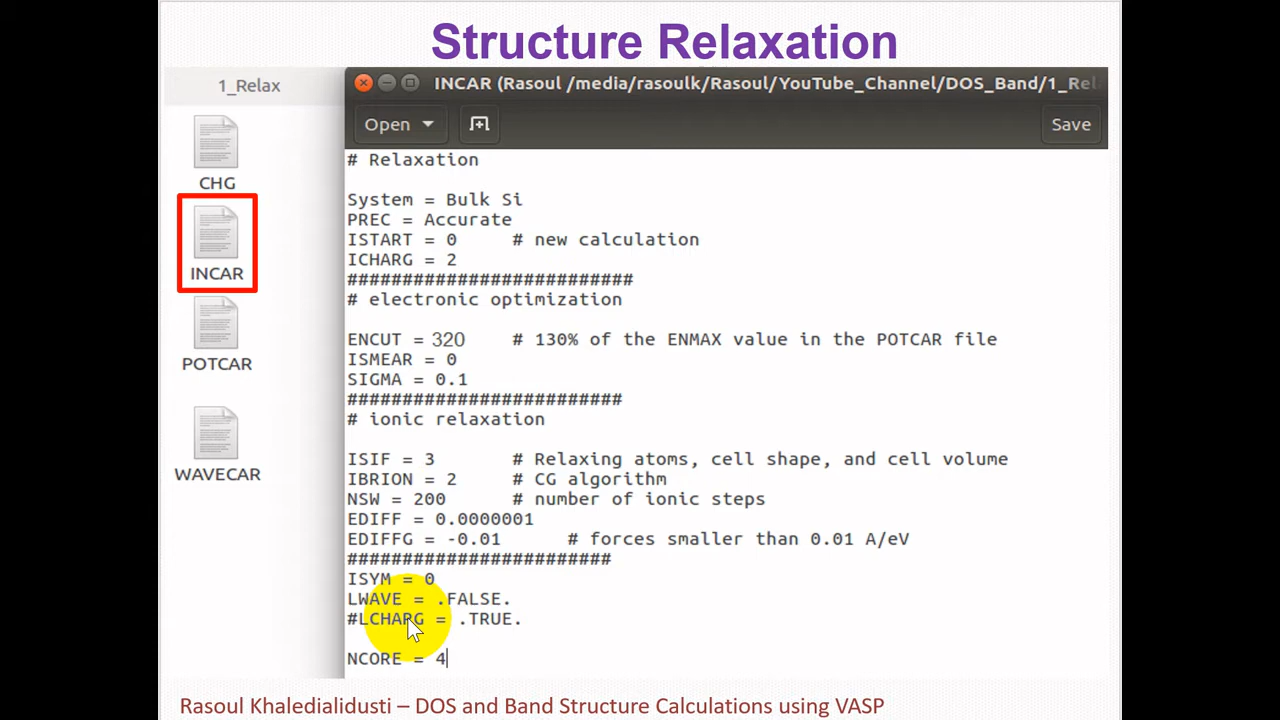 Structure Relaxation
1_Relax
INCAR (Rasoul /media/rasoulk/Rasoul/YouTube_Channel/DOS_Band/1_Rel
Open
Save
CHG
INCAR
POTCAR
WAVECAR
# Relaxation
System = Bulk Si
PREC = Accurate
ISTART = 0 # new calculation
ICHARG = 2
##########################
# electronic optimization
ENCUT = 320 # 130% of the ENMAX value in the POTCAR file
ISMEAR = 0
SIGMA = 0.1
#########################
# ionic relaxation
ISIF = 3 # Relaxing atoms, cell shape, and cell volume
IBRION = 2 # CG algorithm
NSW = 200 # number of ionic steps
EDIFF = 0.0000001
EDIFFG = -0.01 # forces smaller than 0.01 A/eV
########################
ISYM = 0
LWAVE = .FALSE.
#LCHARG = .TRUE.
NCORE = 4
Rasoul Khaledialidusti – DOS and Band Structure Calculations using VASP